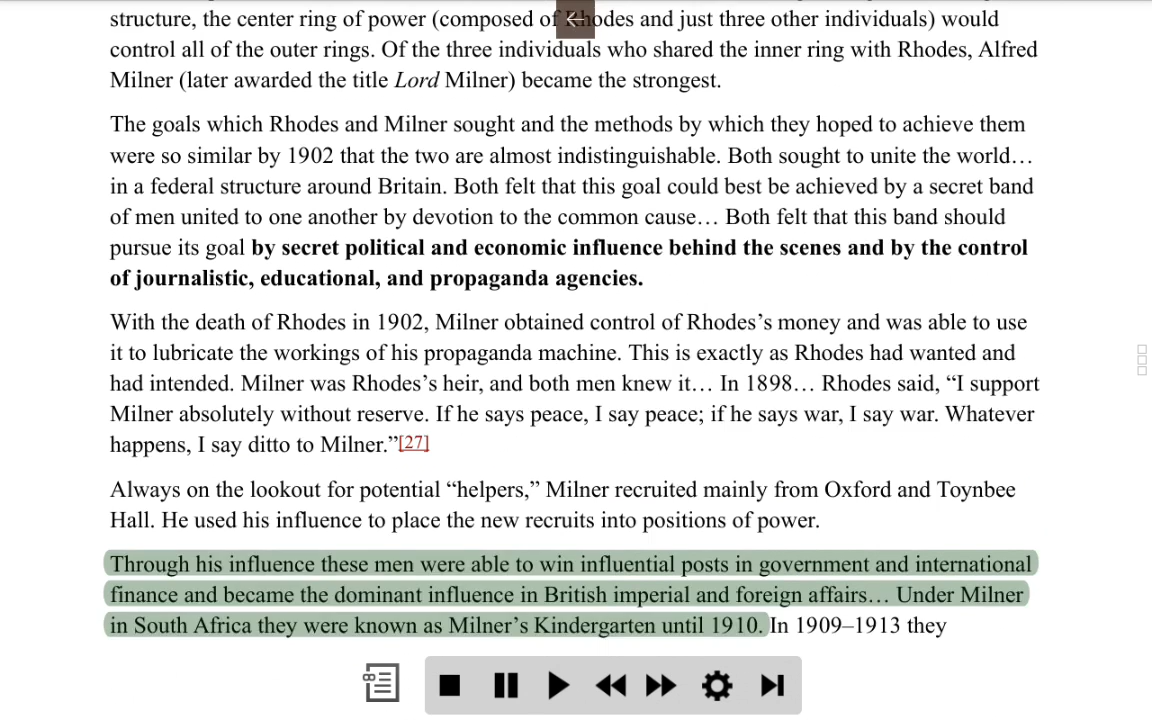 structure, the center ring of power (composed of Rhodes and just three other individuals) would
control all of the outer rings. Of the three individuals who shared the inner ring with Rhodes, Alfred
Milner (later awarded the title Lord Milner) became the strongest.
The goals which Rhodes and Milner sought and the methods by which they hoped to achieve them
were so similar by 1902 that the two are almost indistinguishable. Both sought to unite the world…
in a federal structure around Britain. Both felt that this goal could best be achieved by a secret band
of men united to one another by devotion to the common cause… Both felt that this band should
pursue its goal by secret political and economic influence behind the scenes and by the control
of journalistic, educational, and propaganda agencies.
With the death of Rhodes in 1902, Milner obtained control of Rhodes’s money and was able to use
it to lubricate the workings of his propaganda machine. This is exactly as Rhodes had wanted and
had intended. Milner was Rhodes’s heir, and both men knew it… In 1898… Rhodes said, “I support
Milner absolutely without reserve. If he says peace, I say peace; if he says war, I say war. Whatever
happens, I say ditto to Milner.”[27]
Always on the lookout for potential “helpers,” Milner recruited mainly from Oxford and Toynbee
Hall. He used his influence to place the new recruits into positions of power.
Through his influence these men were able to win influential posts in government and international
finance and became the dominant influence in British imperial and foreign affairs… Under Milner
in South Africa they were known as Milner’s Kindergarten until 1910. In 1909–1913 they